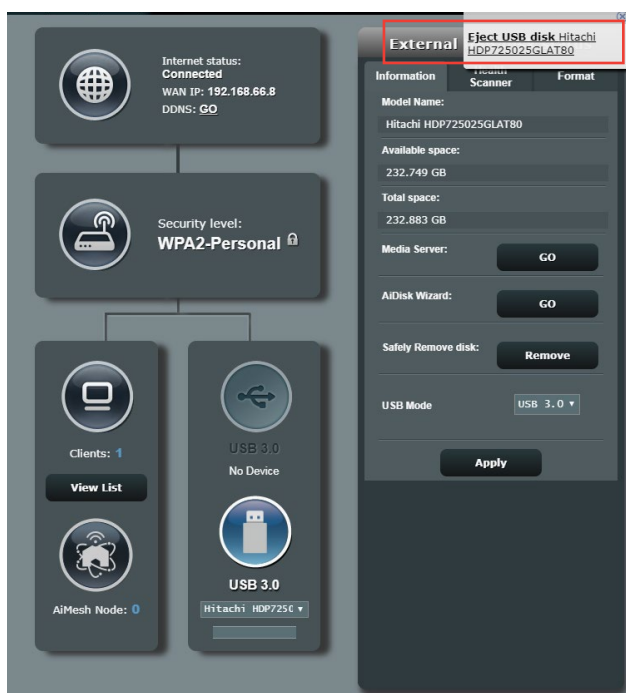 Internet status:
Connected
WAN IP: 192.168.66.8
DDNS: GO
Security level:
WPA2-Personal
Clients: 1
View List
AiMesh Node: 0
USB 3.0
No Device
USB 3.0
Hitachi HDP7250
External
Eject USB disk Hitachi
HDP725025GLAT80
Information
Health
Scanner
Format
Model Name:
Hitachi HDP725025GLAT80
Available space:
232.749 GB
Total space:
232.883 GB
Media Server:
GO
AiDisk Wizard:
GO
Safely Remove disk:
Remove
USB Mode
USB 3.0
Apply